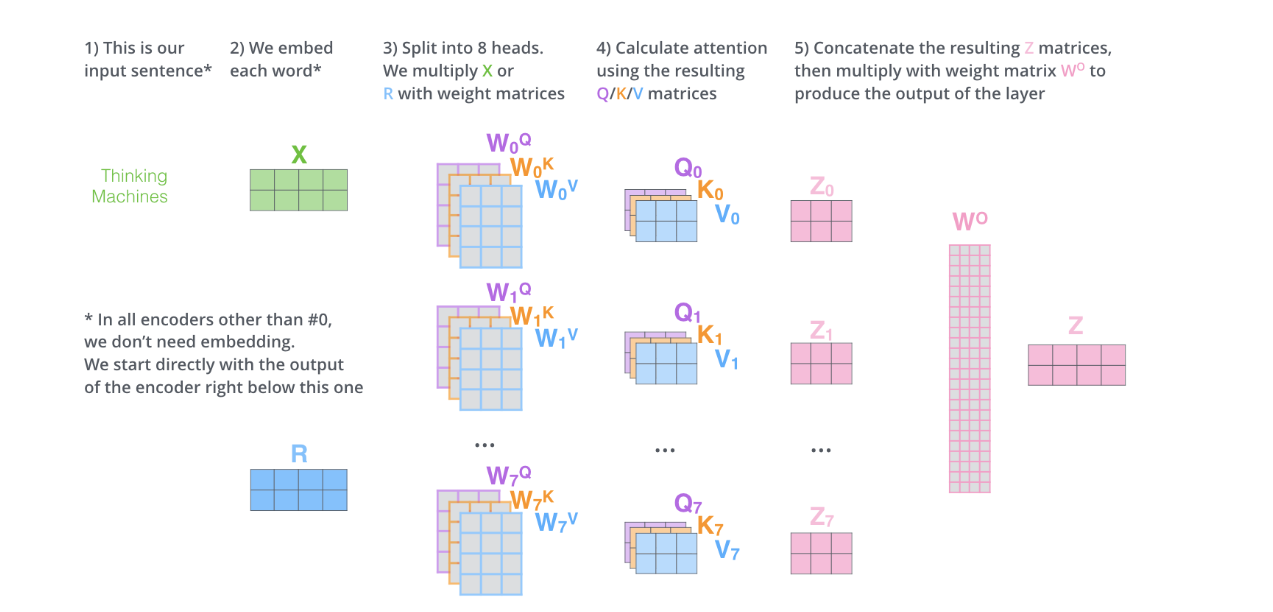 1) This is our
input sentence*
2) We embed
each word*
3) Split into 8 heads.
We multiply X or
R with weight matrices
4) Calculate attention
using the resulting
Q/K/V matrices
5) Concatenate the resulting Z matrices,
then multiply with weight matrix Wᴼ to
produce the output of the layer
Thinking
Machines
X
W₀Q
W₀K
W₀V
Q₀
K₀
V₀
Z₀
Wᴼ
* In all encoders other than #0,
we don’t need embedding.
We start directly with the output
of the encoder right below this one
W₁Q
W₁K
W₁V
Q₁
K₁
V₁
Z₁
Z
...
...
...
R
W₇Q
W₇K
W₇V
Q₇
K₇
V₇
Z₇